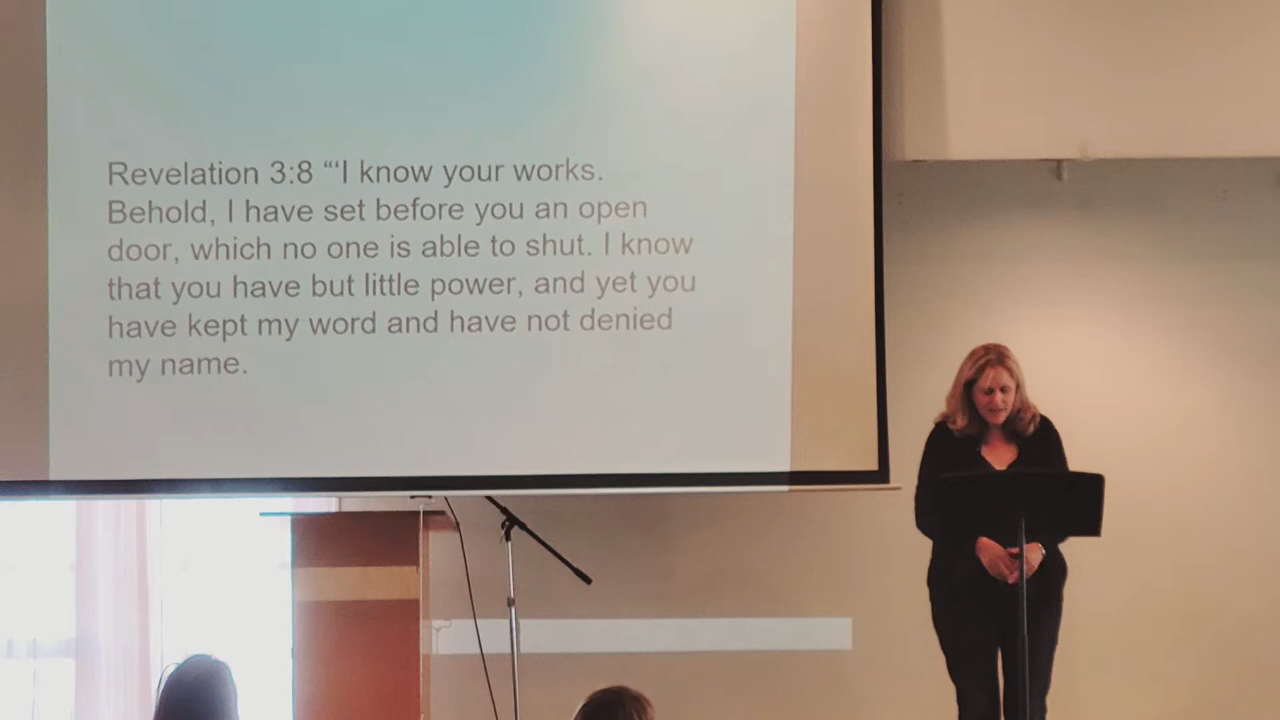 Revelation 3:8 “‘I know your works.
Behold, I have set before you an open
door, which no one is able to shut. I know
that you have but little power, and yet you
have kept my word and have not denied
my name.